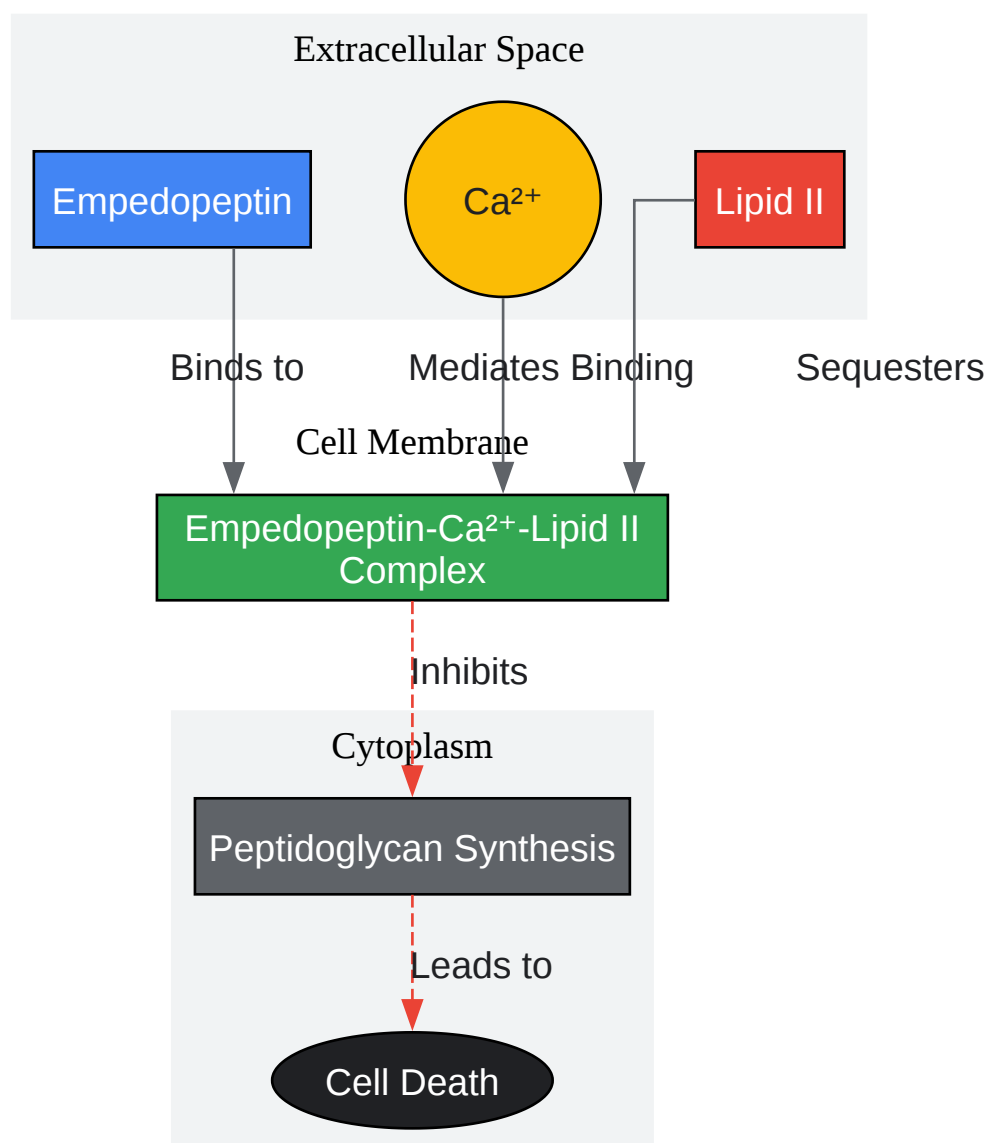 Extracellular Space
Empedopeptin
Ca²⁺
Lipid II
Binds to
Mediates Binding
Sequesters
Cell Membrane
Empedopeptin-Ca²⁺-Lipid II
Complex
Inhibits
Cytoplasm
Peptidoglycan Synthesis
Leads to
Cell Death